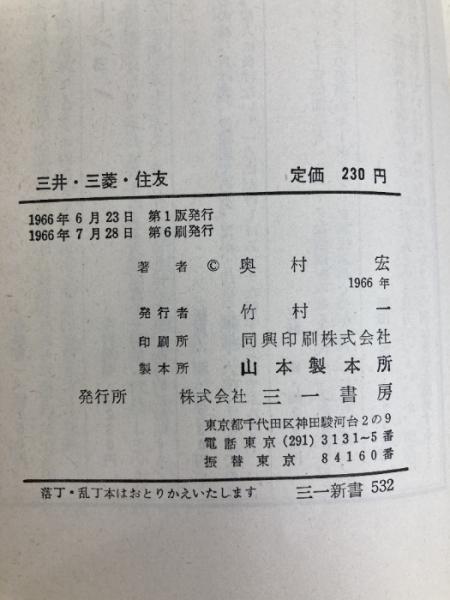 三井・三菱・住友 定価 230 円
1966 年 6 月 23 日 第 1 版発行
1966 年 7 月 28 日 第 6 刷発行
著者 © 奥村 宏
1966 年
発行者 竹村 一
印刷所 同興印刷株式会社
製本所 山本製本所
発行所 株式会社 三一書房
東京都千代田区神田駿河台 2 の 9
電話東京 (291) 3131~5 番
振替東京 84160 番
落丁・乱丁本はおとりかえいたします 三一新書 532